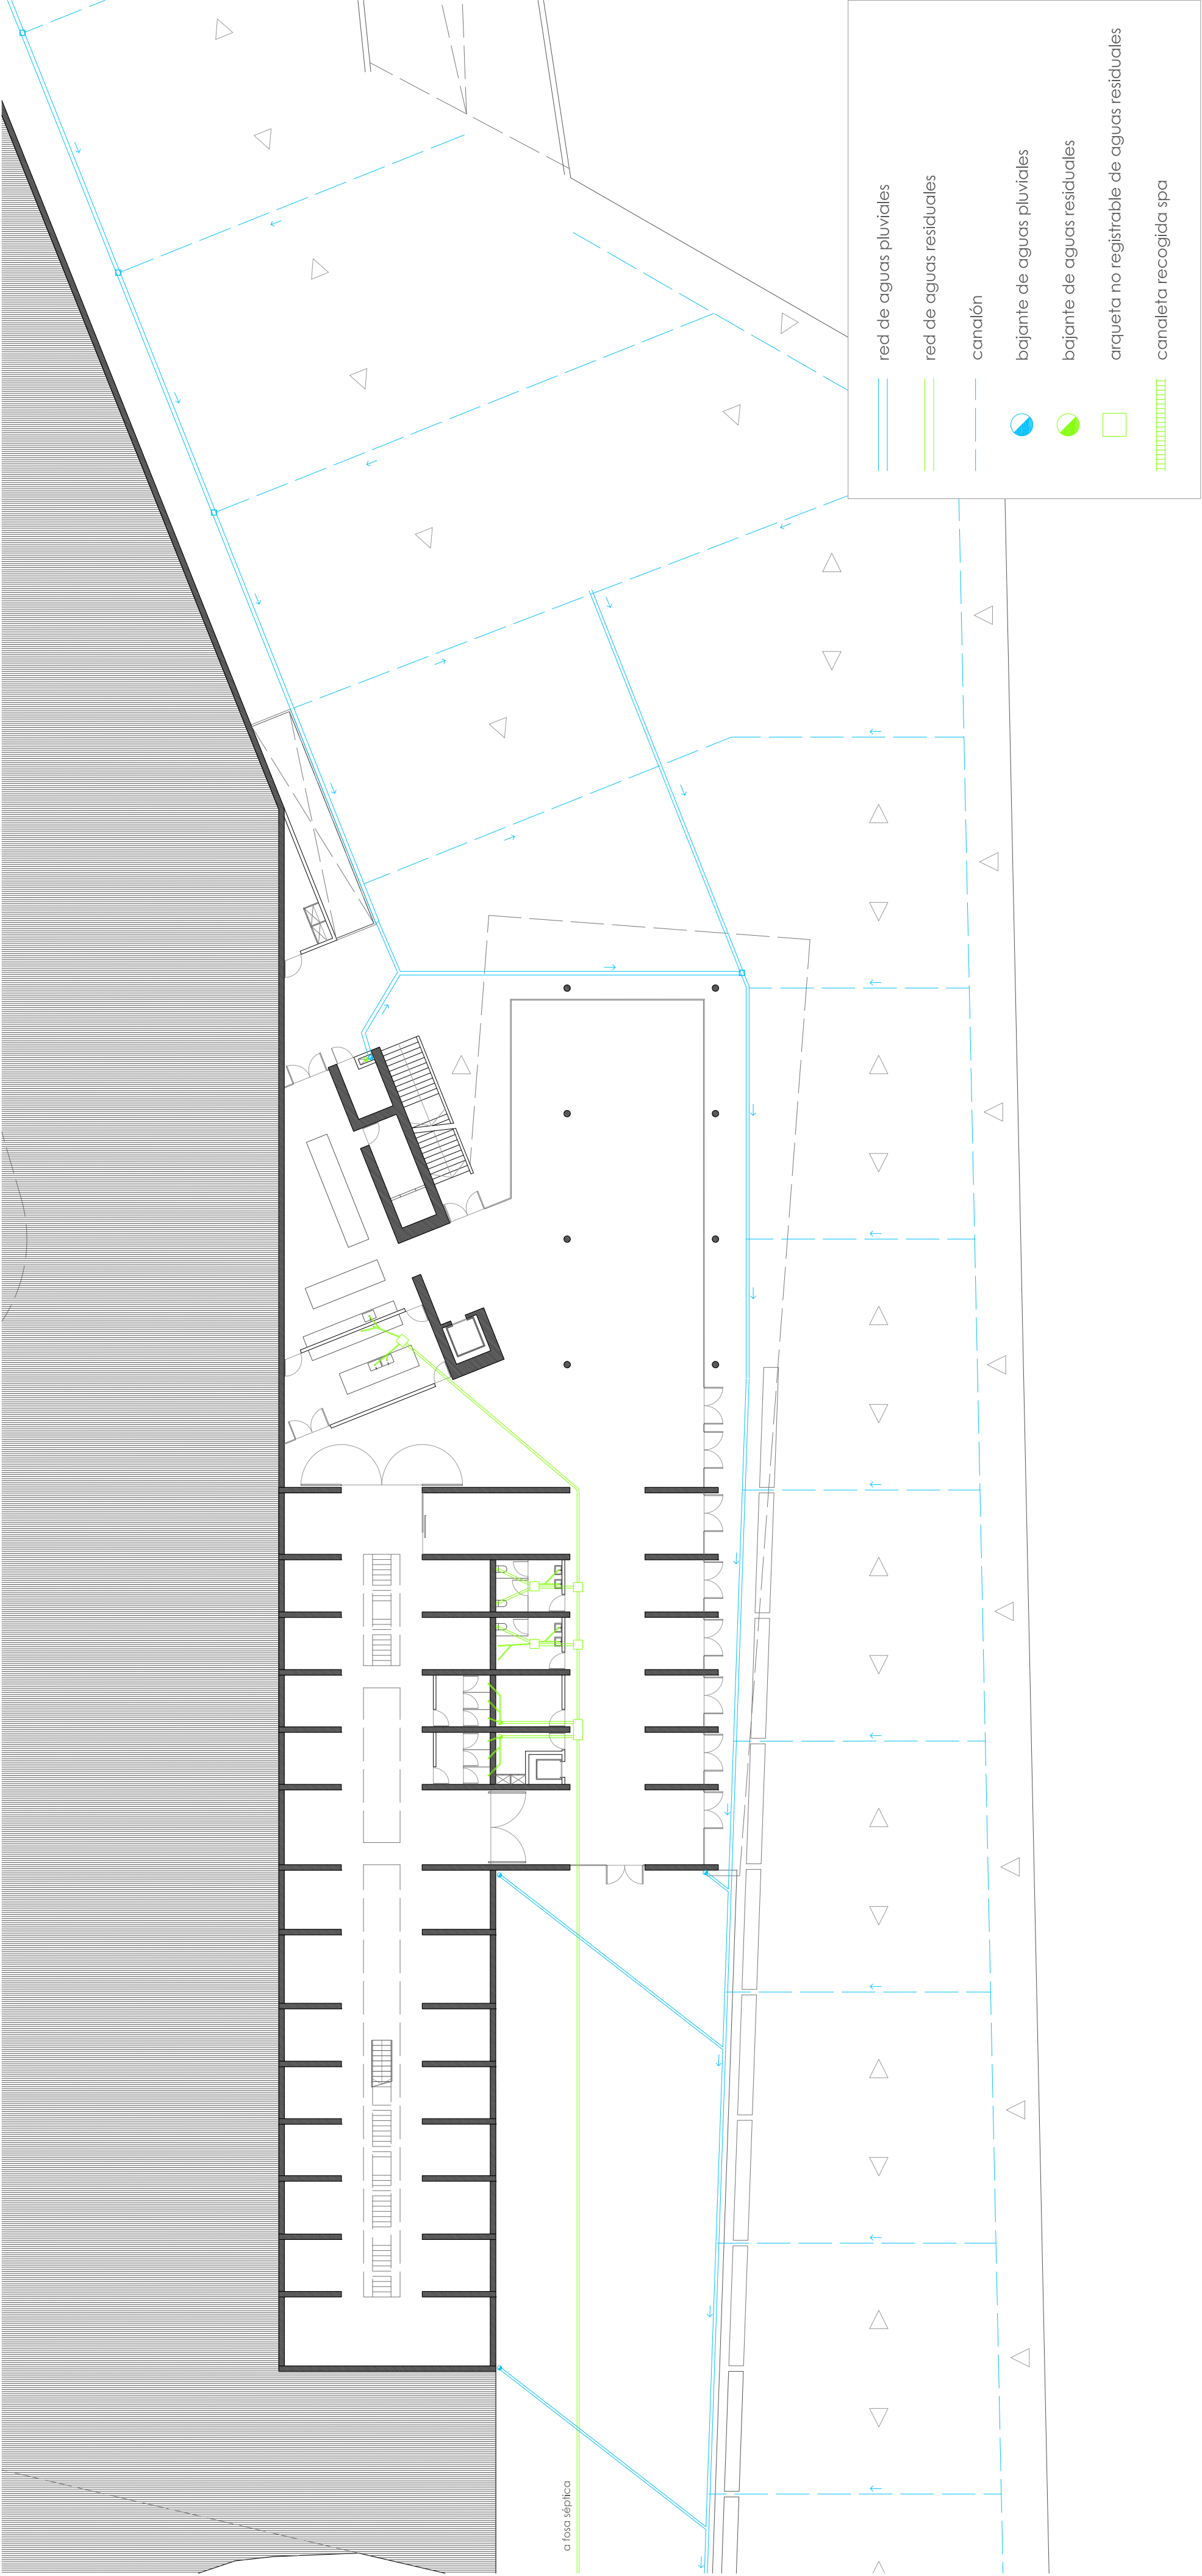 red de aguas pluviales
red de aguas residuales
canalón
bajante de aguas pluviales
bajante de aguas residuales
arqueta no registrable de aguas residuales
canaleta recogida spa
a fosa séptica